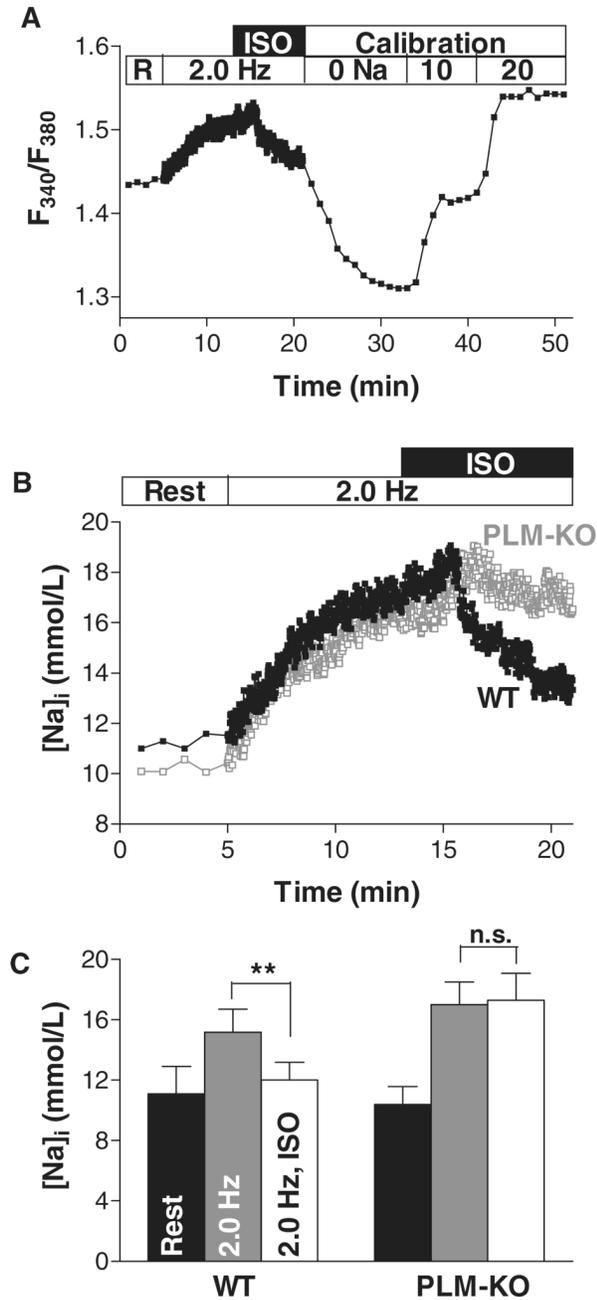 A
ISO Calibration
R 2.0 Hz 0 Na 10 20
1.6
1.5
1.4
1.3
F340/F380
0 10 20 30 40 50
Time (min)
B
ISO
Rest 2.0 Hz
20
18
16
14
12
10
8
[Na]i (mmol/L)
PLM-KO
WT
0 5 10 15 20
Time (min)
C
n.s.
**
20
16
12
8
4
0
[Na]i (mmol/L)
Rest
2.0 Hz
2.0 Hz, ISO
WT PLM-KO